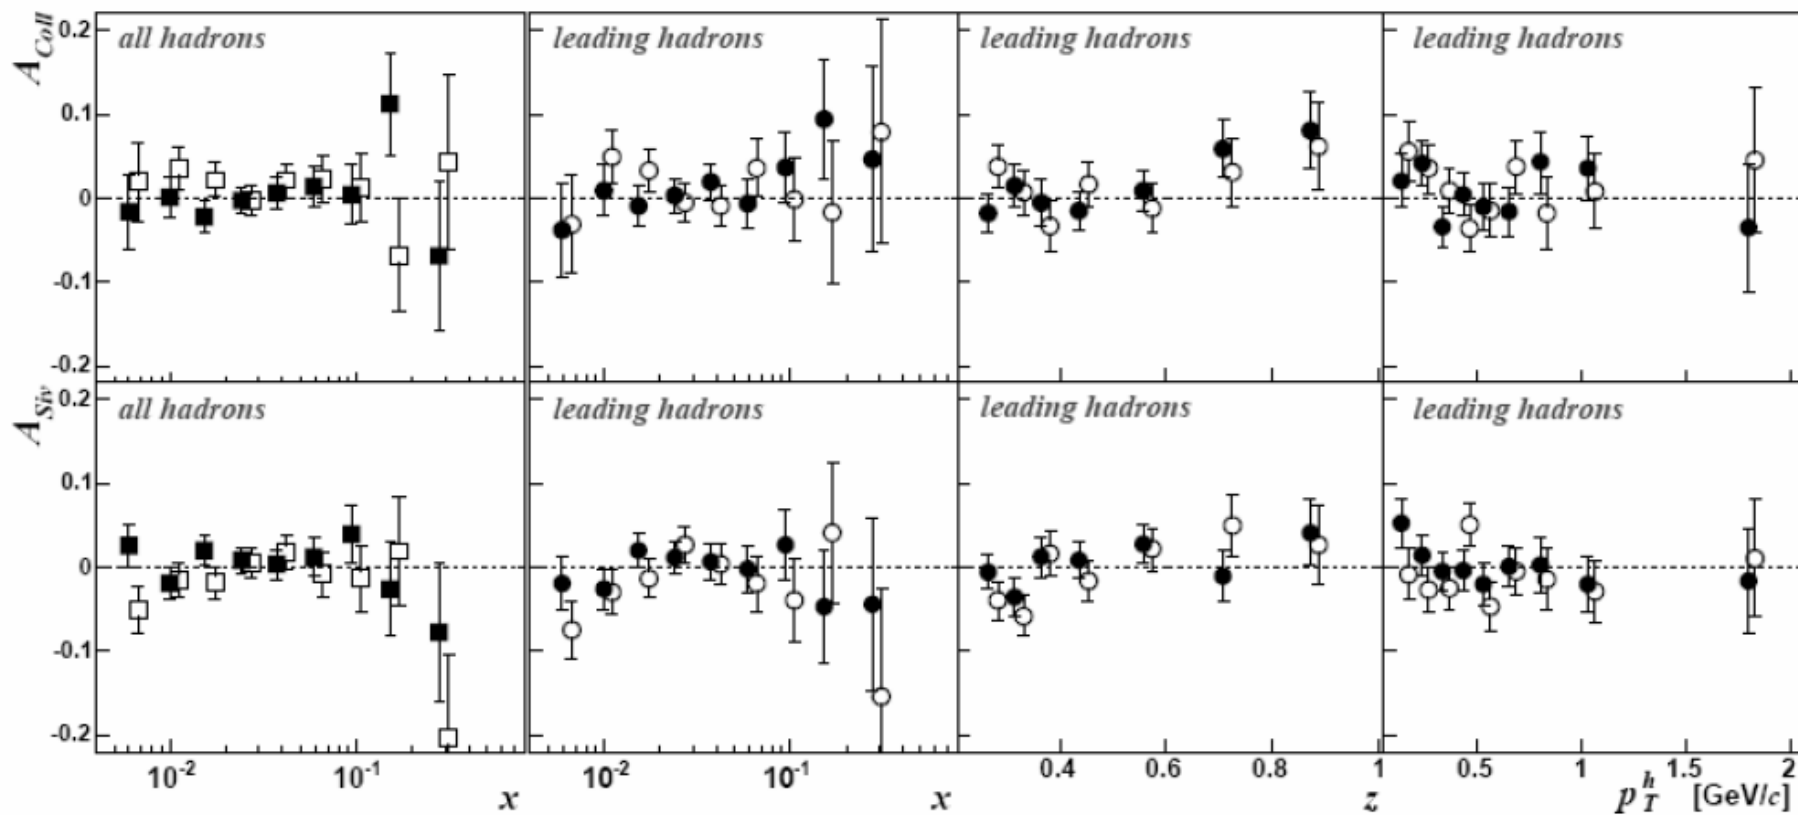 A_Coll
0.2
0.1
0
-0.1
-0.2
all hadrons
leading hadrons
leading hadrons
leading hadrons
A_Siv
0.2
0.1
0
-0.1
-0.2
all hadrons
leading hadrons
leading hadrons
leading hadrons
10^-2 10^-1
x
10^-2 10^-1
x
0.4 0.6 0.8 1
z
0.5 1 1.5 2
p_T^h [GeV/c]